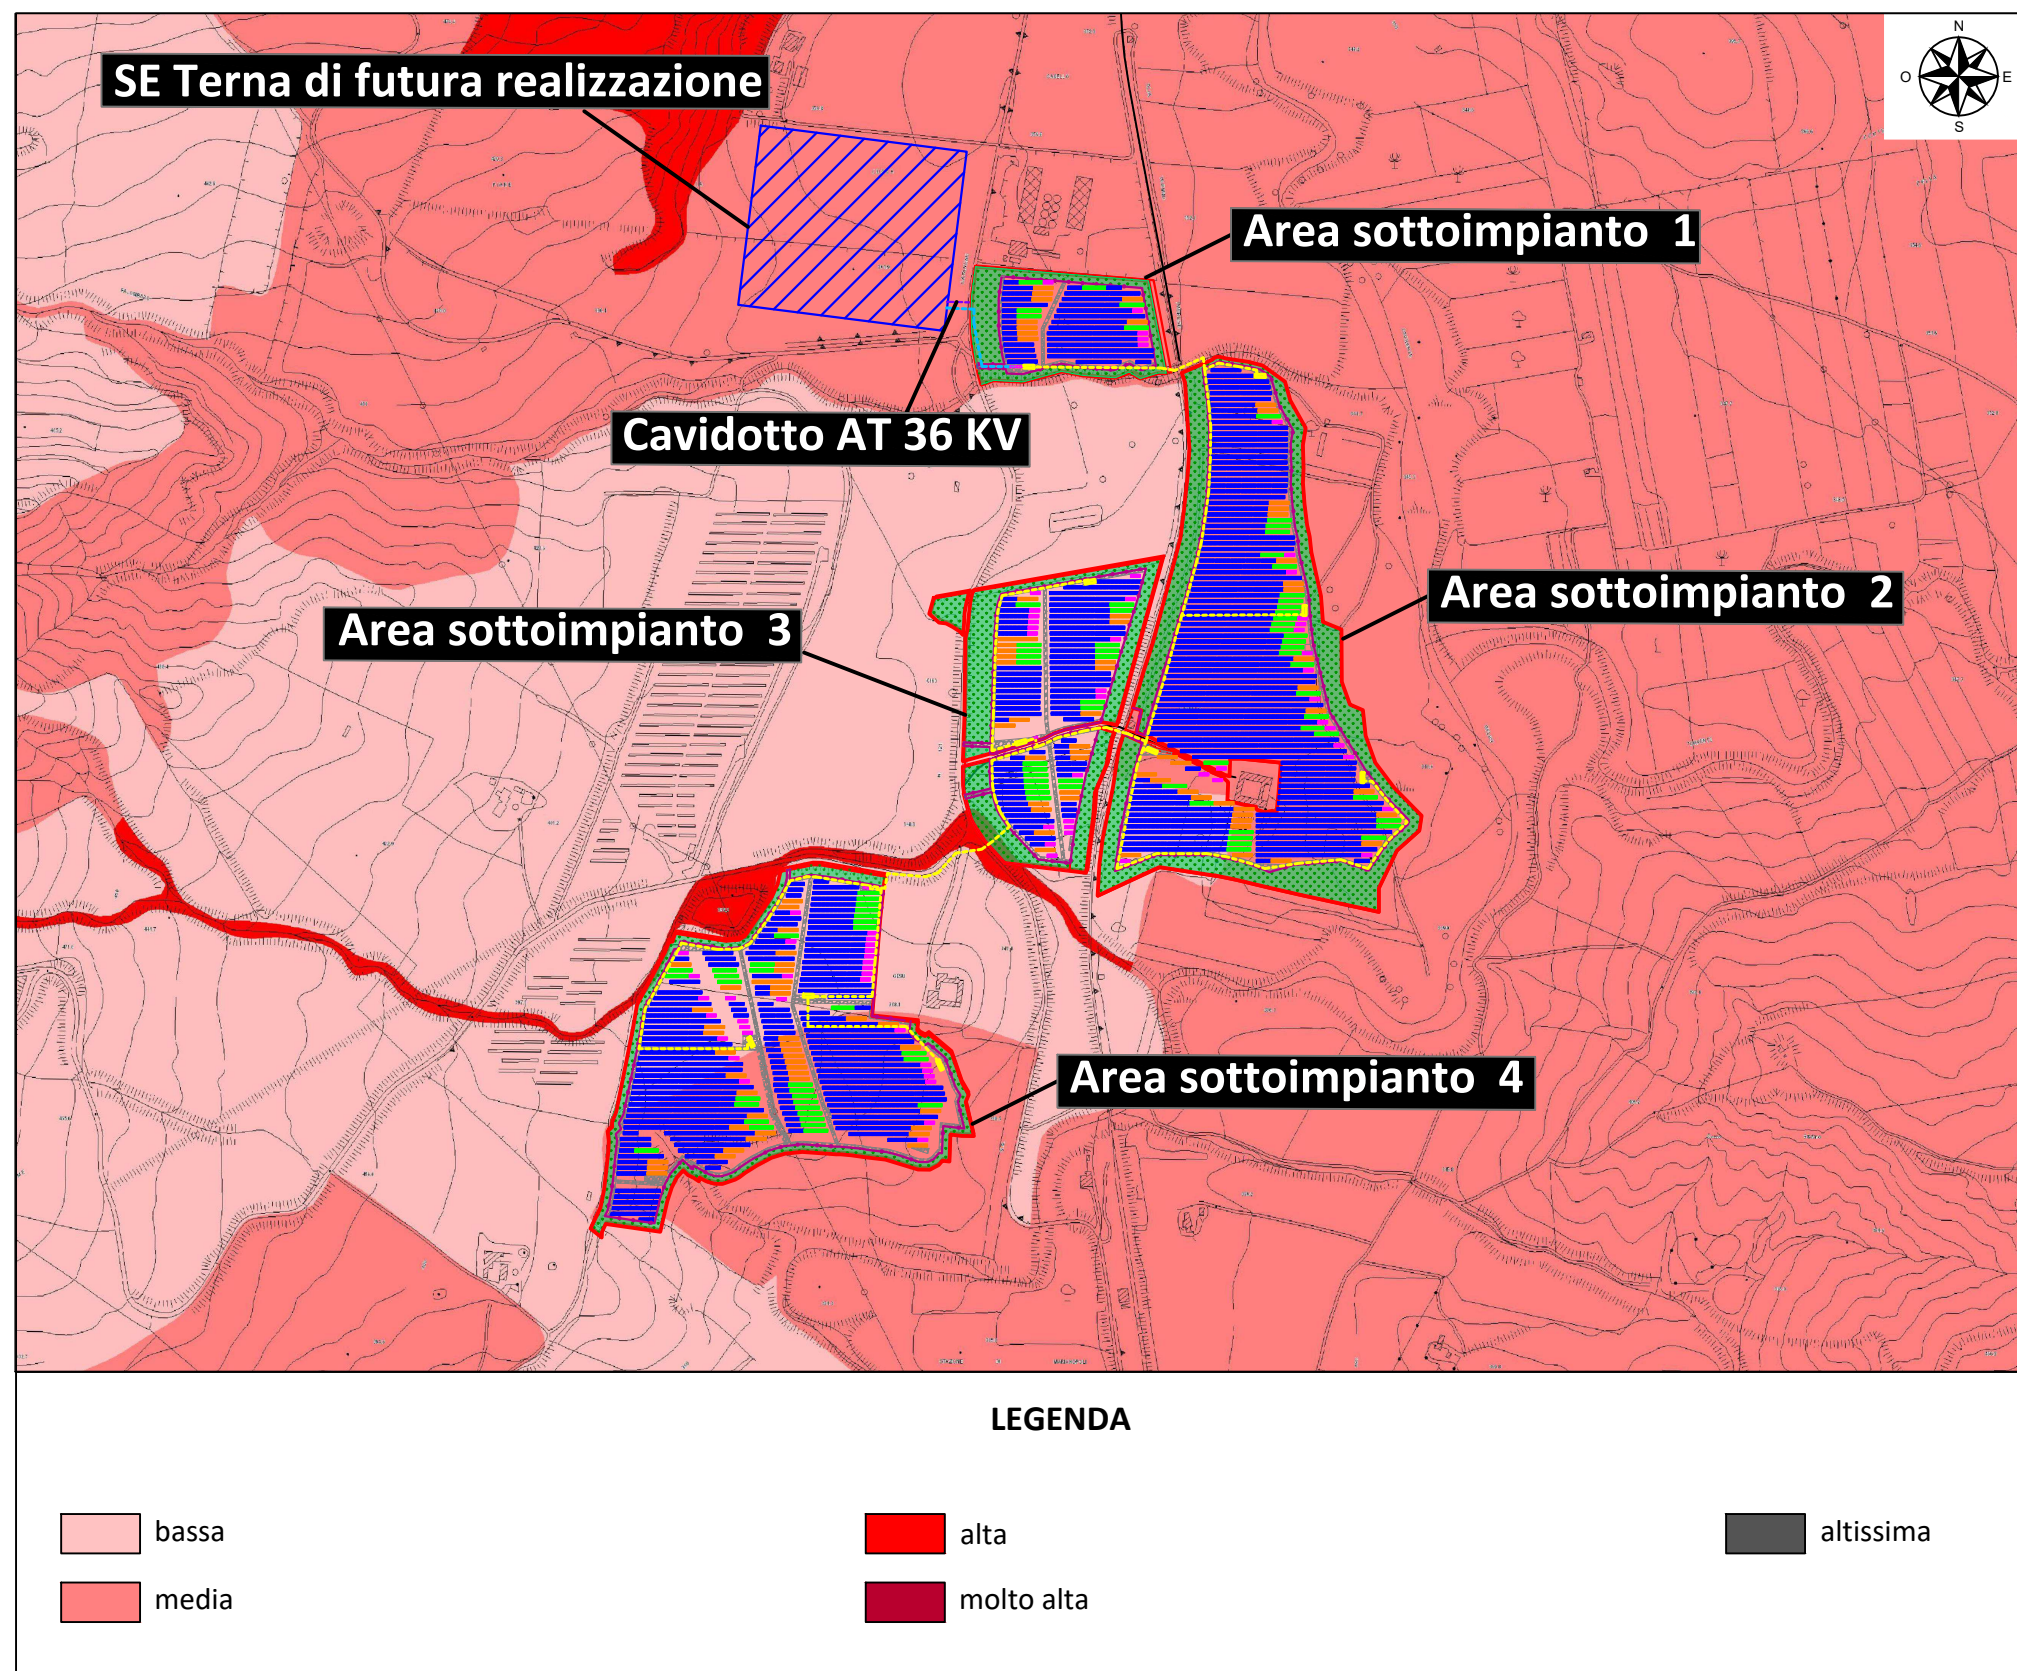 N
O E
S
SE Terna di futura realizzazione
Area sottoimpianto 1
Cavidotto AT 36 KV
Area sottoimpianto 2
Area sottoimpianto 3
Area sottoimpianto 4
LEGENDA
bassa
alta
altissima
media
molto alta